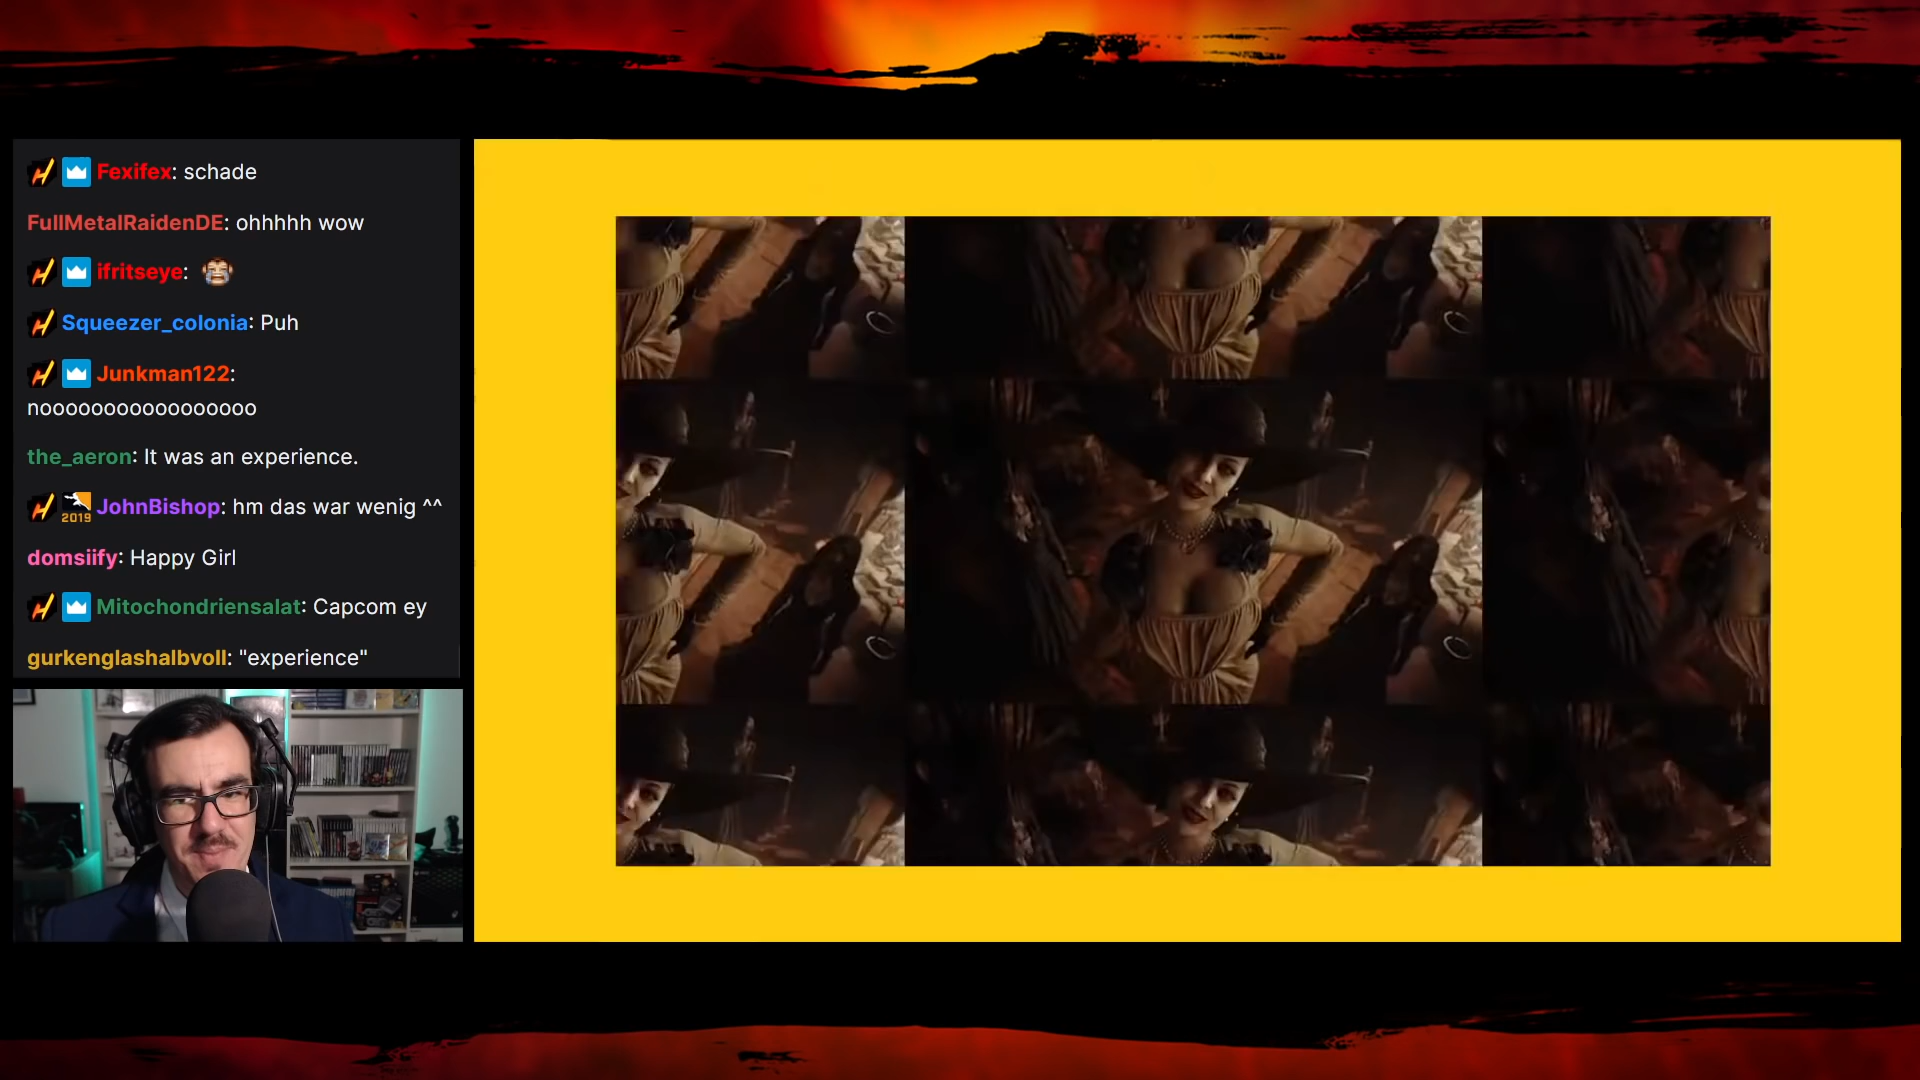 Fexifex: schade
FullMetalRaidenDE: ohhhhh wow
ifritseye:
Squeezer_colonia: Puh
Junkman122:
nooooooooooooooooo
the_aeron: It was an experience.
2019 JohnBishop: hm das war wenig ^^
domsiify: Happy Girl
Mitochondriensalat: Capcom ey
gurkenglashalbvoll: "experience"